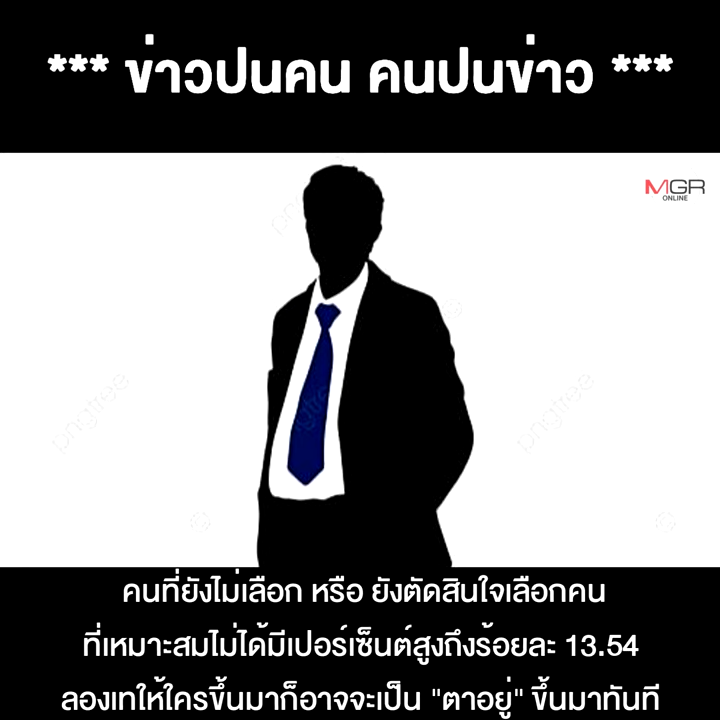 *** ข่าวปนคน คนปนข่าว ***
MGR
ONLINE
pngtree
pngtree
pngtree
คนที่ยังไม่เลือก หรือ ยังตัดสินใจเลือกคน
ที่เหมาะสมไม่ได้มีเปอร์เซ็นต์สูงถึงร้อยละ 13.54
ลองเทให้ใครขึ้นมาก็อาจจะเป็น "ตาอยู่" ขึ้นมาทันที